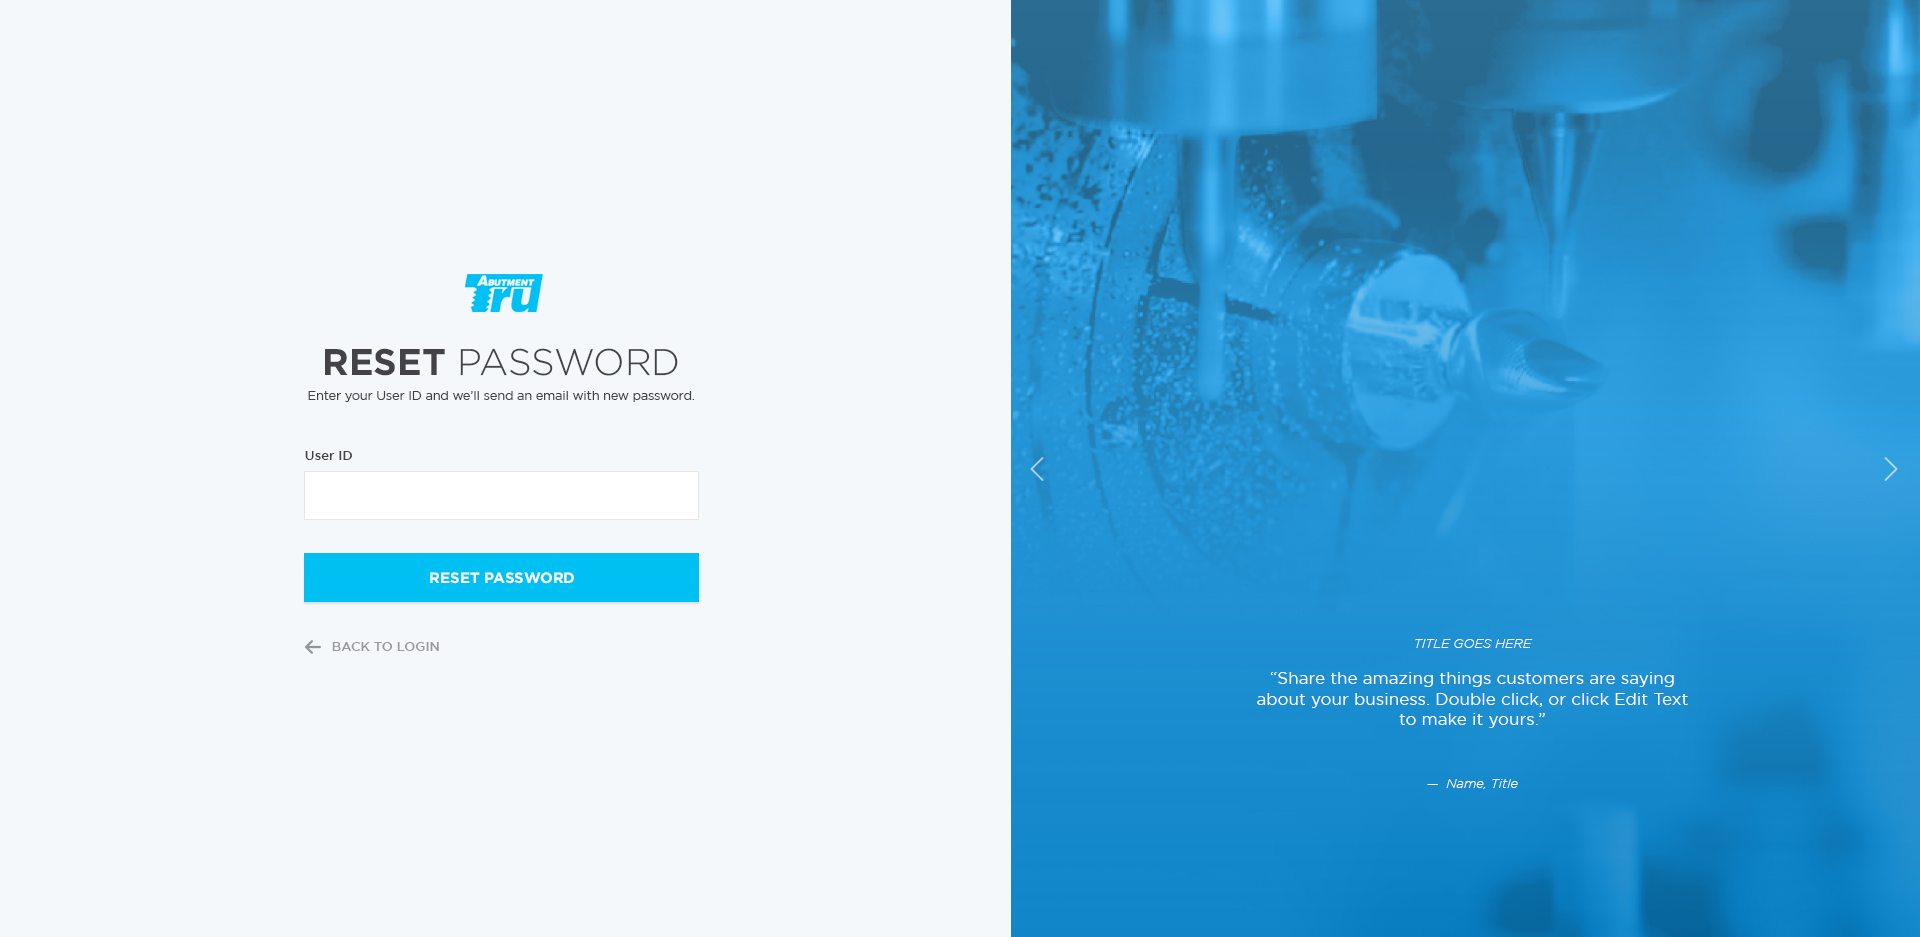 ABUTMENT
Tru
RESET PASSWORD
Enter your User ID and we’ll send an email with new password.
User ID
RESET PASSWORD
BACK TO LOGIN
TITLE GOES HERE
“Share the amazing things customers are saying
about your business. Double click, or click Edit Text
to make it yours.”
— Name, Title